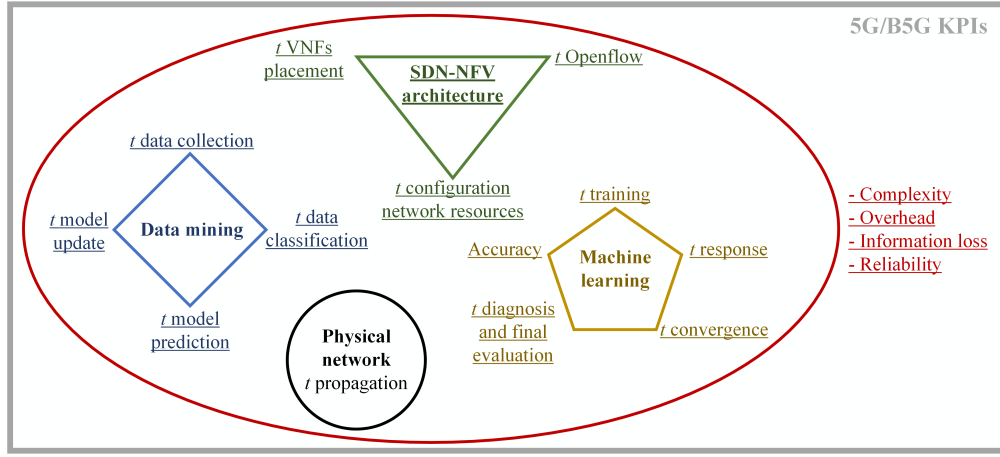 5G/B5G KPIs
t VNFs
placement
SDN-NFV
architecture
t Openflow
t configuration
network resources
t data collection
t model
update
Data mining
t data
classification
t model
prediction
t training
Accuracy
Machine
learning
t response
t diagnosis
and final
evaluation
t convergence
Physical
network
t propagation
- Complexity
- Overhead
- Information loss
- Reliability